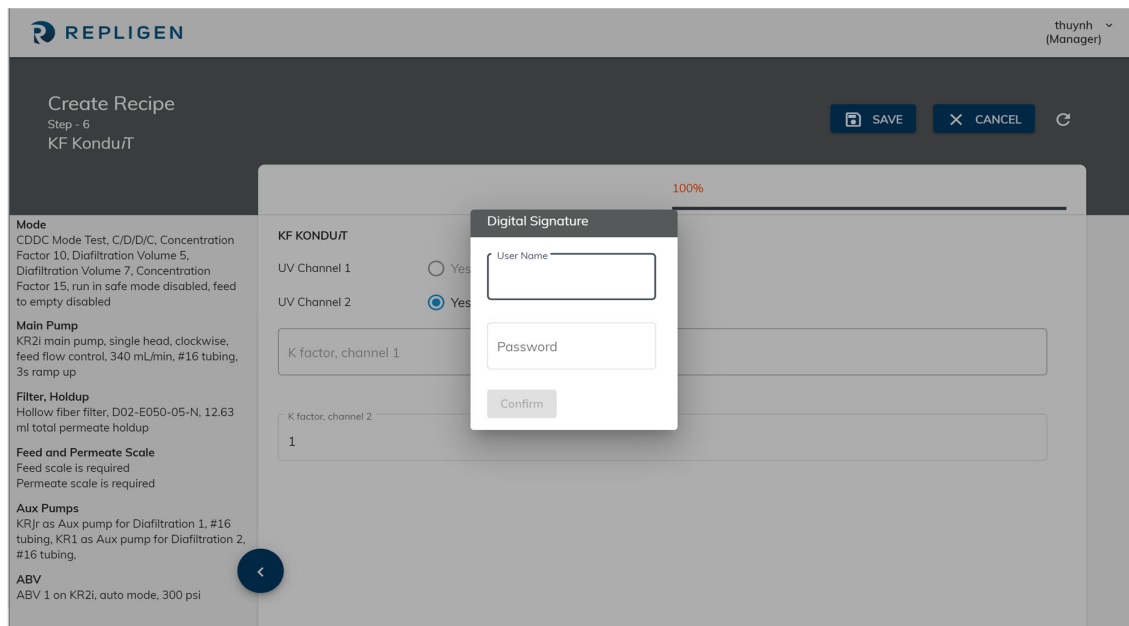 REPLIGEN
thuynh
(Manager)
Create Recipe
Step - 6
KF KonduiT
SAVE
CANCEL
100%
Mode
CDDC Mode Test, C/D/D/C, Concentration
Factor 10, Diafiltration Volume 5,
Diafiltration Volume 7, Concentration
Factor 15, run in safe mode disabled, feed
to empty disabled
Main Pump
KR2i main pump, single head, clockwise,
feed flow control, 340 mL/min, #16 tubing,
3s ramp up
Filter, Holdup
Hollow fiber filter, D02-E050-05-N, 12.63
ml total permeate holdup
Feed and Permeate Scale
Feed scale is required
Permeate scale is required
Aux Pumps
KRJr as Aux pump for Diafiltration 1, #16
tubing, KR1 as Aux pump for Diafiltration 2,
#16 tubing,
ABV
ABV 1 on KR2i, auto mode, 300 psi
KF KONDUiT
UV Channel 1
Yes
UV Channel 2
Yes
K factor, channel 1
K factor, channel 2
1
Digital Signature
User Name
Password
Confirm